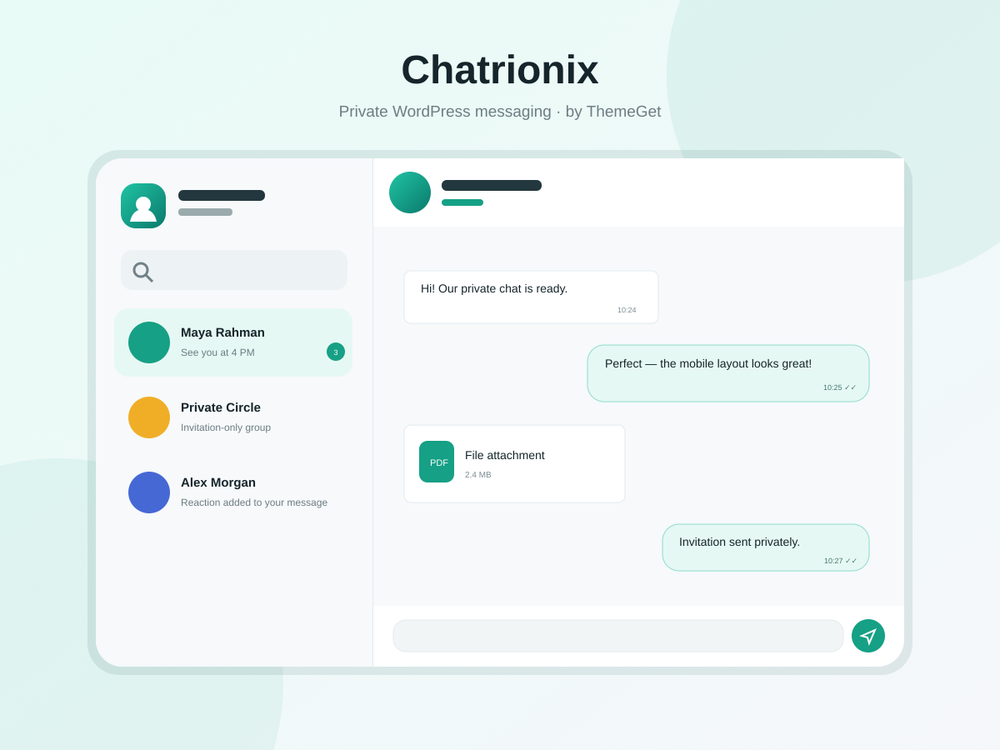 Chatrionix
Private WordPress messaging · by ThemeGet
Maya Rahman
See you at 4 PM
3
Private Circle
Invitation-only group
Alex Morgan
Reaction added to your message
Hi! Our private chat is ready.
10:24
Perfect — the mobile layout looks great!
10:25 ✓✓
PDF
File attachment
2.4 MB
Invitation sent privately.
10:27 ✓✓